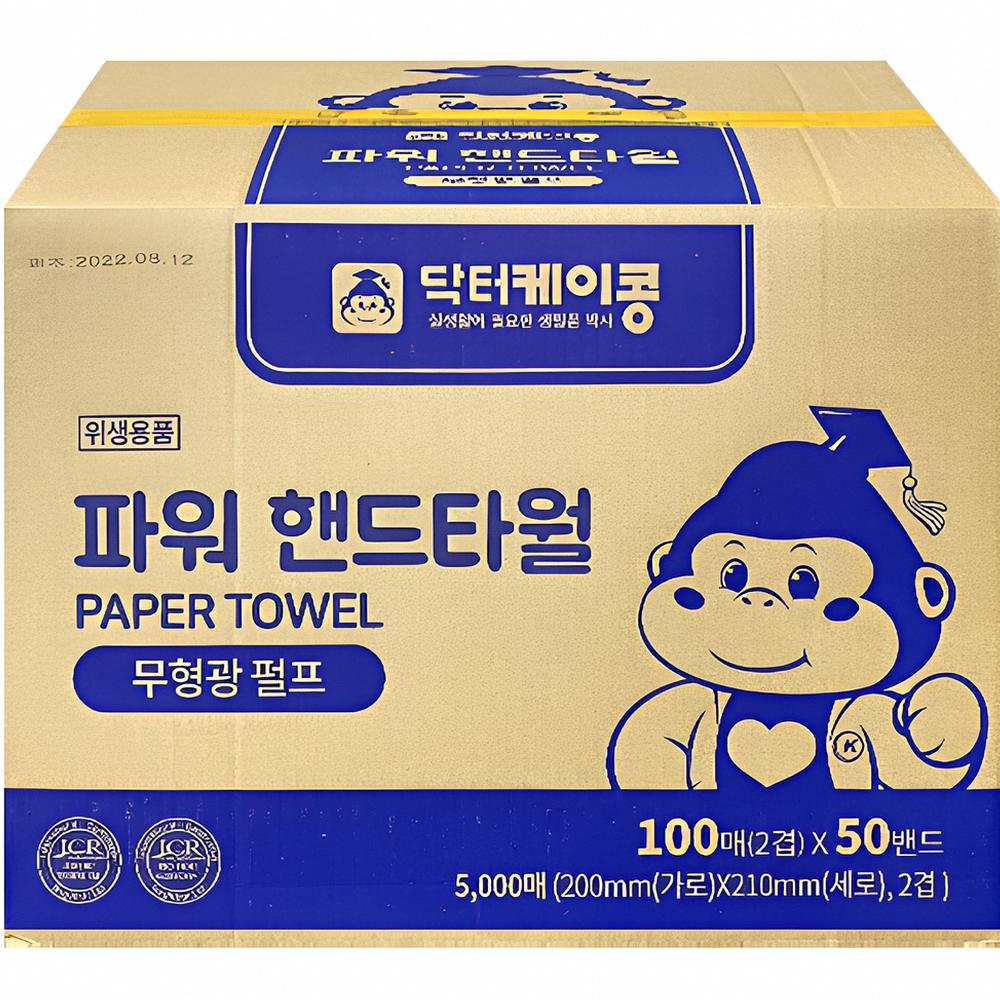 파워 핸드타월
제조:2022.08.12
닥터케이콩
위생용품
파워 핸드타월
PAPER TOWEL
무형광 펄프
K
ICR
ICR
100매(2겹) X 50밴드
5,000매 (200mm(가로)X210mm(세로), 2겹)